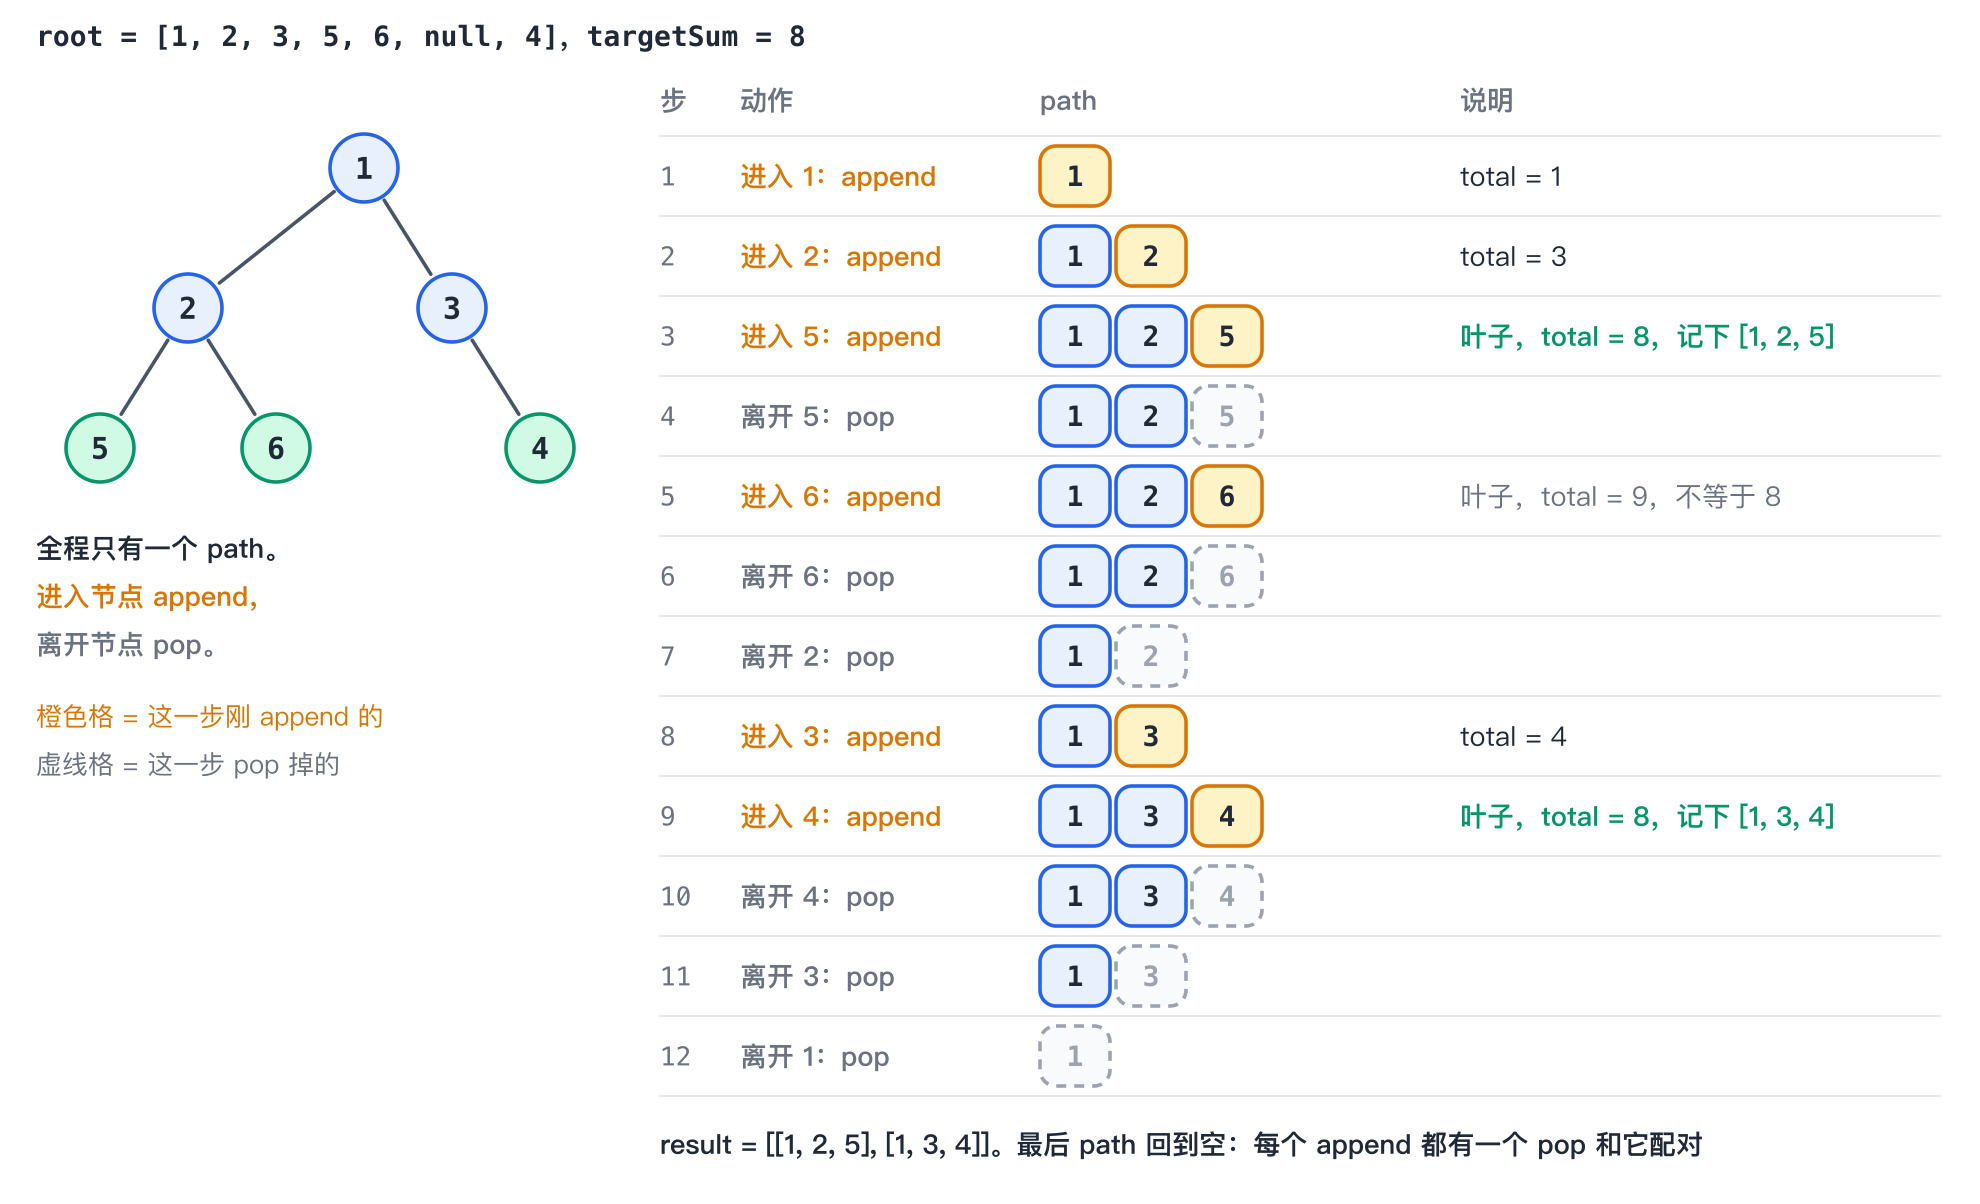 root = [1, 2, 3, 5, 6, null, 4]，targetSum = 8
1
2
3
5
6
4
全程只有一个 path。
进入节点 append，
离开节点 pop。
橙色格 = 这一步刚 append 的
虚线格 = 这一步 pop 掉的
步 动作 path 说明
1 进入 1：append 1 total = 1
2 进入 2：append 1 2 total = 3
3 进入 5：append 1 2 5 叶子，total = 8，记下 [1, 2, 5]
4 离开 5：pop 1 2 5
5 进入 6：append 1 2 6 叶子，total = 9，不等于 8
6 离开 6：pop 1 2 6
7 离开 2：pop 1 2
8 进入 3：append 1 3 total = 4
9 进入 4：append 1 3 4 叶子，total = 8，记下 [1, 3, 4]
10 离开 4：pop 1 3 4
11 离开 3：pop 1 3
12 离开 1：pop 1
result = [[1, 2, 5], [1, 3, 4]]。最后 path 回到空：每个 append 都有一个 pop 和它配对